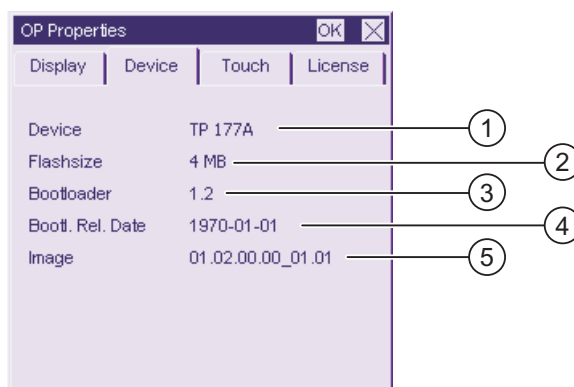 OP Properties OK
Display Device Touch License
Device TP 177A 1
Flashsize 4 MB 2
Bootloader 1.2 3
Bootl. Rel. Date 1970-01-01 4
Image 01.02.00.00_01.01 5